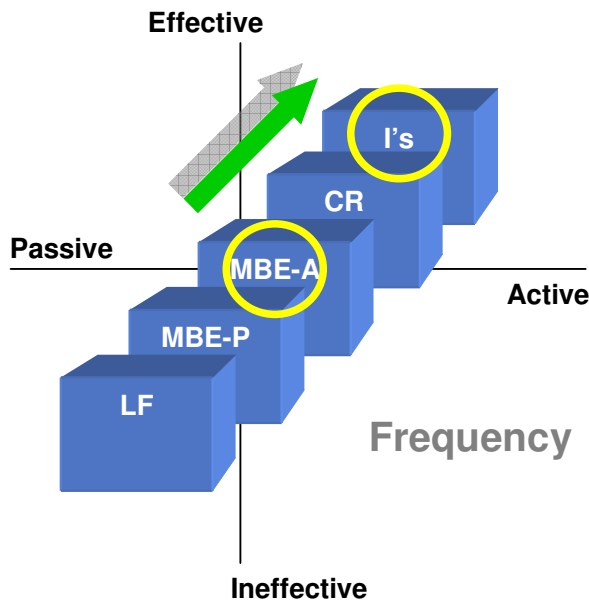 Effective
I's
CR
Passive
MBE-A
Active
MBE-P
LF
Frequency
Ineffective